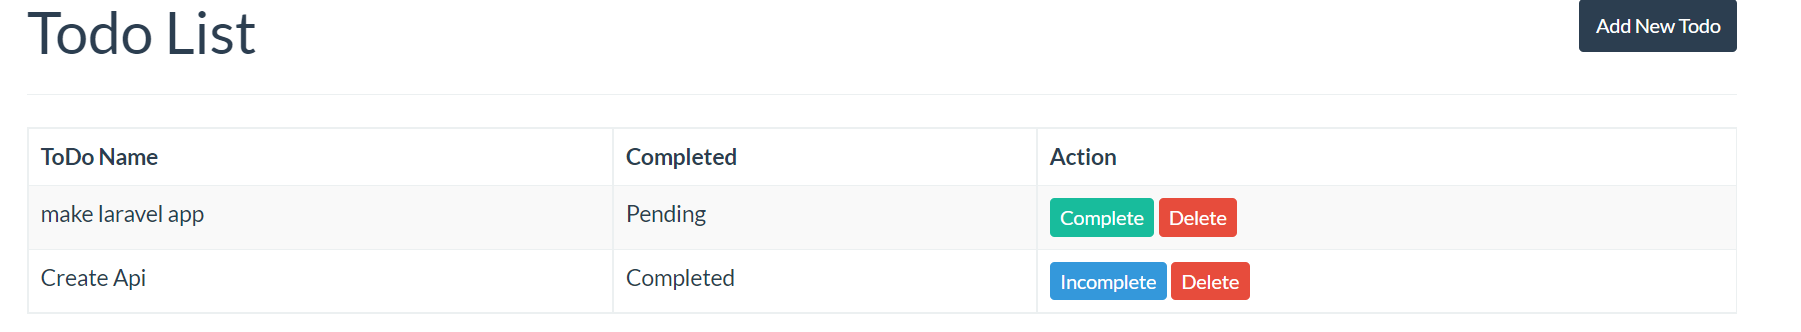 Todo List
Add New Todo
ToDo Name Completed Action
make laravel app Pending Complete Delete
Create Api Completed Incomplete Delete